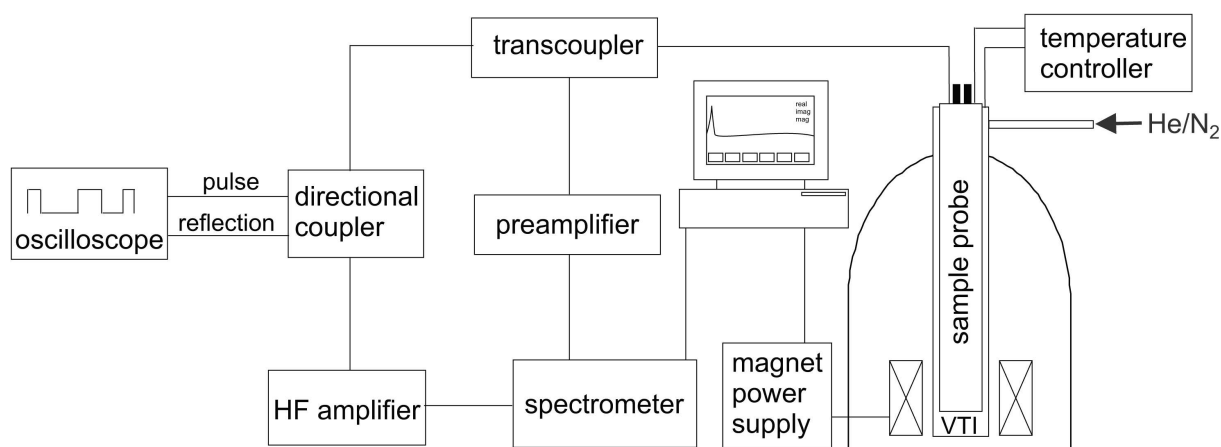 transcoupler
temperature
controller
real
imag
mag
He/N2
pulse
directional
coupler
reflection
oscilloscope
preamplifier
sample probe
HF amplifier
spectrometer
magnet
power
supply
VTI